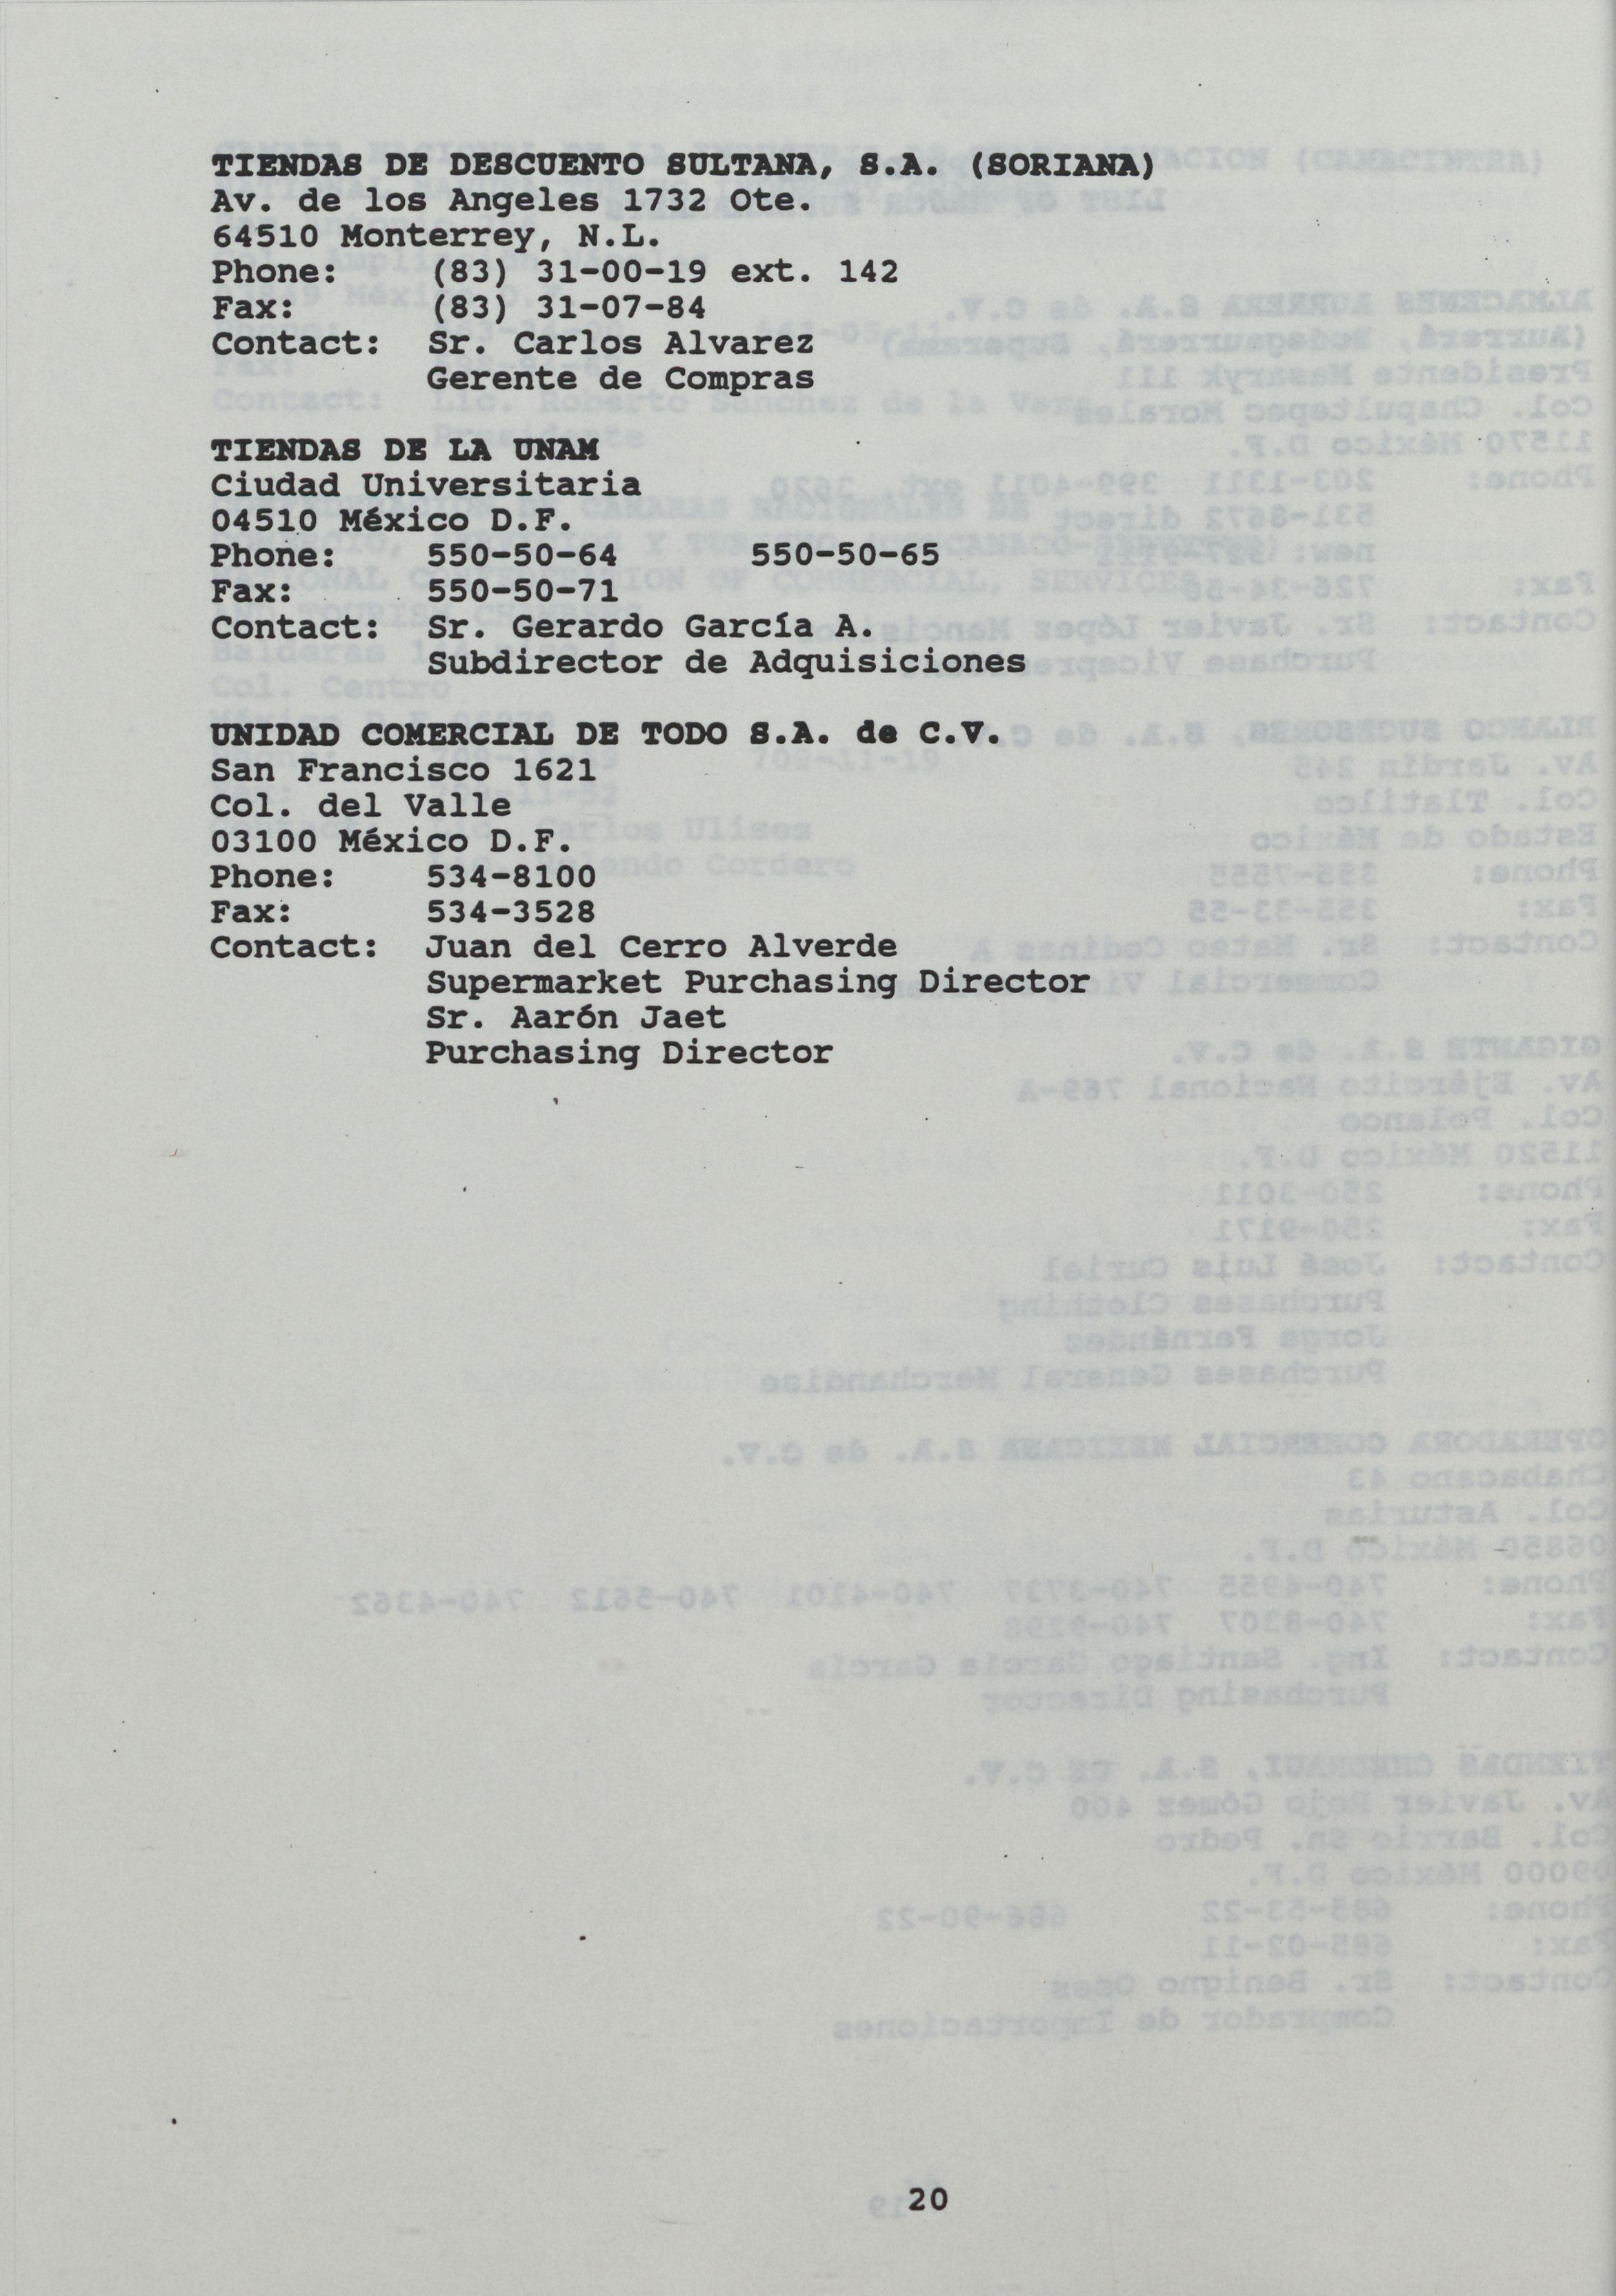 TIENDAS DE DESCUENTO SULTANA, S.A. (SORIANA)
Av. de los Angeles 1732 Ote.
64510 Monterrey, N.L.
Phone: (83) 31-00-19 ext. 142
Fax: (83) 31-07-84
Contact: Sr. Carlos Alvarez
Gerente de Compras
TIENDAS DE LA UNAM
Ciudad Universitaria
04510 México D.F.
Phone: 550-50-64 550-50-65
Fax: 550-50-71
Contact: Sr. Gerardo García A.
Subdirector de Adquisiciones
UNIDAD COMERCIAL DE TODO S.A. de C.V.
San Francisco 1621
Col. del Valle
03100 México D.F.
Phone: 534-8100
Fax: 534-3528
Contact: Juan del Cerro Alverde
Supermarket Purchasing Director
Sr. Aarón Jaet
Purchasing Director
20